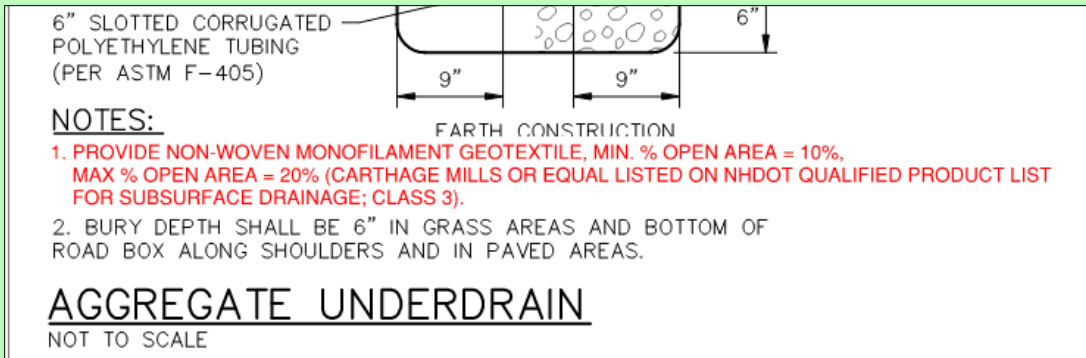 6" SLOTTED CORRUGATED
POLYETHYLENE TUBING
(PER ASTM F-405)
6"
9"
9"
EARTH CONSTRUCTION
NOTES:
1. PROVIDE NON-WOVEN MONOFILAMENT GEOTEXTILE, MIN. % OPEN AREA = 10%,
MAX % OPEN AREA = 20% (CARTHAGE MILLS OR EQUAL LISTED ON NHDOT QUALIFIED PRODUCT LIST
FOR SUBSURFACE DRAINAGE; CLASS 3).
2. BURY DEPTH SHALL BE 6" IN GRASS AREAS AND BOTTOM OF
ROAD BOX ALONG SHOULDERS AND IN PAVED AREAS.
AGGREGATE UNDERDRAIN
NOT TO SCALE